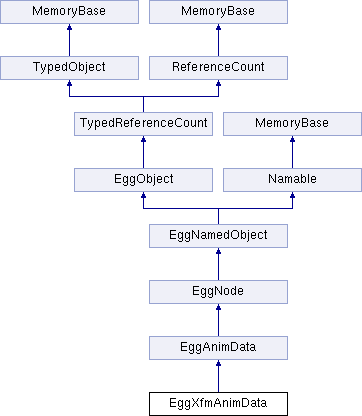 MemoryBase
MemoryBase
TypedObject
ReferenceCount
TypedReferenceCount
MemoryBase
EggObject
Namable
EggNamedObject
EggNode
EggAnimData
EggXfmAnimData